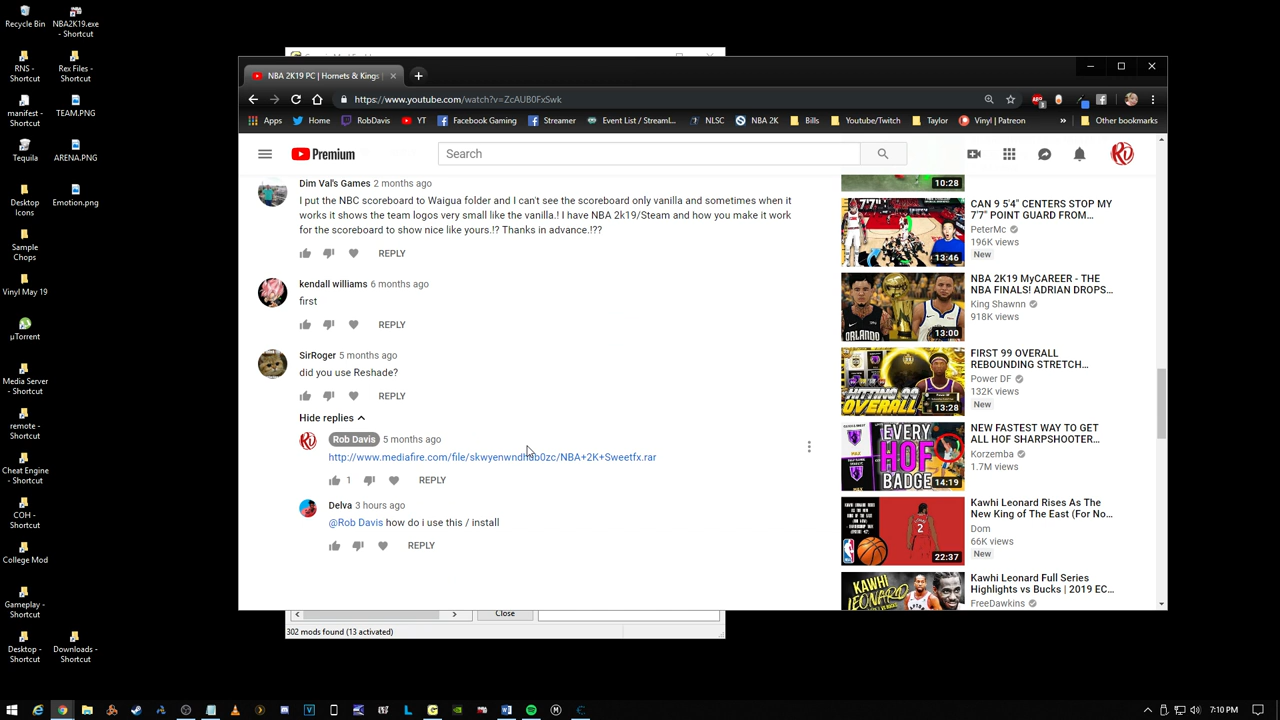 Recycle Bin
NBA2K19.exe
- Shortcut
RNS -
Shortcut
Rex Files -
Shortcut
manifest -
Shortcut
TEAM.PNG
Tequila
ARENA.PNG
Desktop
Icons
Emotion.png
Sample
Chops
Vinyl May 19
µTorrent
Media Server
- Shortcut
remote -
Shortcut
Cheat Engine
- Shortcut
COH -
Shortcut
College Mod
Gameplay -
Shortcut
Desktop -
Shortcut
Downloads -
Shortcut
NBA 2K19 PC | Hornets & Kings |
https://www.youtube.com/watch?v=ZcAUB0FxSwk
Apps
Home
RobDavis
YT
Facebook Gaming
Streamer
Event List / StreamL...
NLSC
NBA 2K
Bills
Youtube/Twitch
Taylor
Vinyl | Patreon
»
Other bookmarks
Premium
Search
Dim Val's Games 2 months ago
I put the NBC scoreboard to Waigua folder and I can't see the scoreboard only vanilla and sometimes when it
works it shows the team logos very small like the vanilla.! I have NBA 2k19/Steam and how you make it work
for the scoreboard to show nice like yours.!? Thanks in advance.!??
REPLY
kendall williams 6 months ago
first
REPLY
SirRoger 5 months ago
did you use Reshade?
REPLY
Hide replies
Rob Davis 5 months ago
1
REPLY
Delva 3 hours ago
@Rob Davis how do i use this / install
REPLY
10:28
CAN 9 5'4" CENTERS STOP MY
7'7" POINT GUARD FROM...
PeterMc
196K views
New
13:46
NBA 2K19 MyCAREER - THE
NBA FINALS! ADRIAN DROPS...
King Shawnn
918K views
ORLANDO
13:00
FIRST 99 OVERALL
REBOUNDING STRETCH...
Power DF
132K views
New
HITTING 99
OVERALL
13:28
NEW FASTEST WAY TO GET
ALL HOF SHARPSHOOTER...
Korzemba
1.7M views
EVERY
HOF
BADGE
14:19
Kawhi Leonard Rises As The
New King of The East (For No...
Dom
66K views
New
22:37
Kawhi Leonard Full Series
Highlights vs Bucks | 2019 EC...
FreeDawkins
KAWHI
LEONARD
Close
302 mods found (13 activated)
7:10 PM